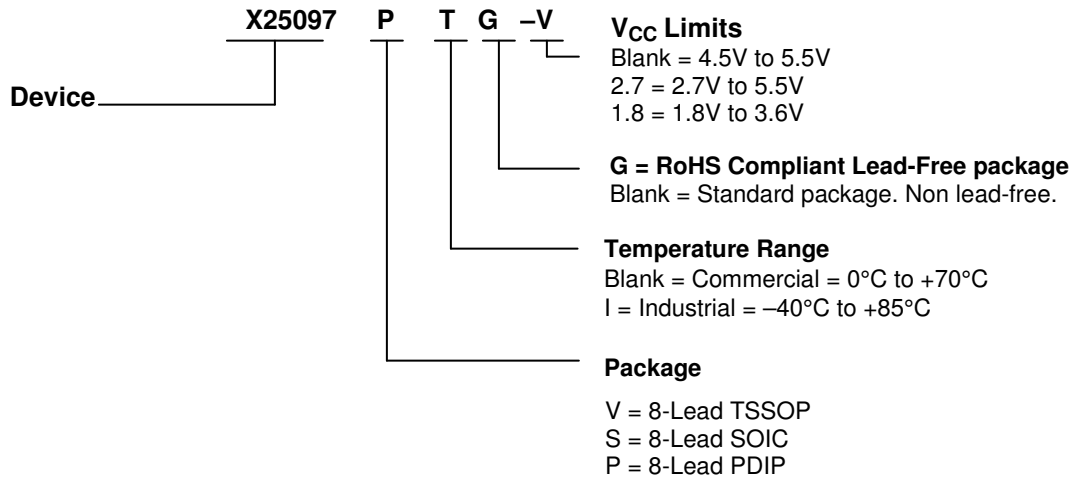 X25097 P T G –V
Device
VCC Limits
Blank = 4.5V to 5.5V
2.7 = 2.7V to 5.5V
1.8 = 1.8V to 3.6V
G = RoHS Compliant Lead-Free package
Blank = Standard package. Non lead-free.
Temperature Range
Blank = Commercial = 0°C to +70°C
I = Industrial = –40°C to +85°C
Package
V = 8-Lead TSSOP
S = 8-Lead SOIC
P = 8-Lead PDIP